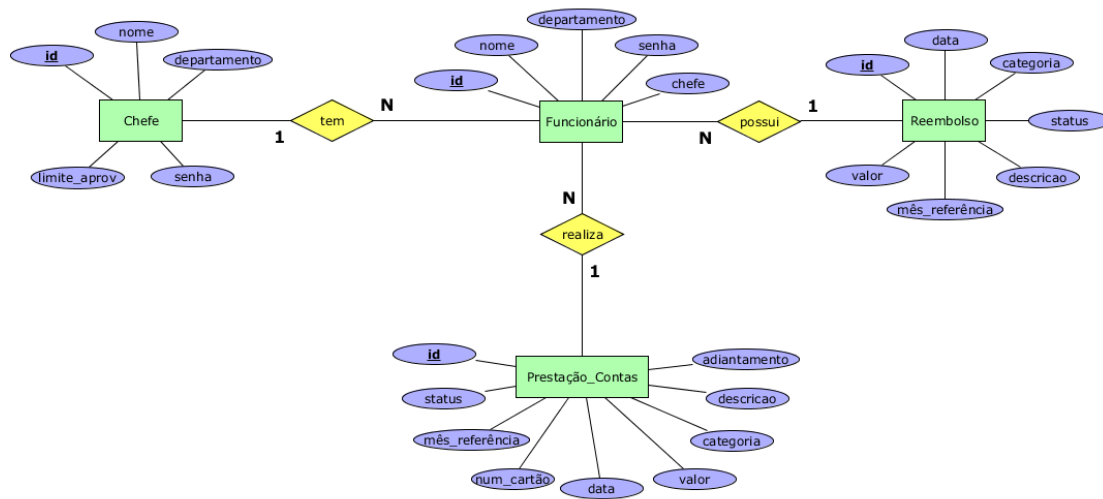 departamento
nome
nome
senha
data
id
departamento
id
chefe
id
categoria
Chefe
1
tem
N
Funcionário
N
possui
1
Reembolso
status
limite_aprov
senha
valor
descricao
mês_referência
N
realiza
1
id
adiantamento
Prestação_Contas
status
descricao
mês_referência
categoria
num_cartão
data
valor